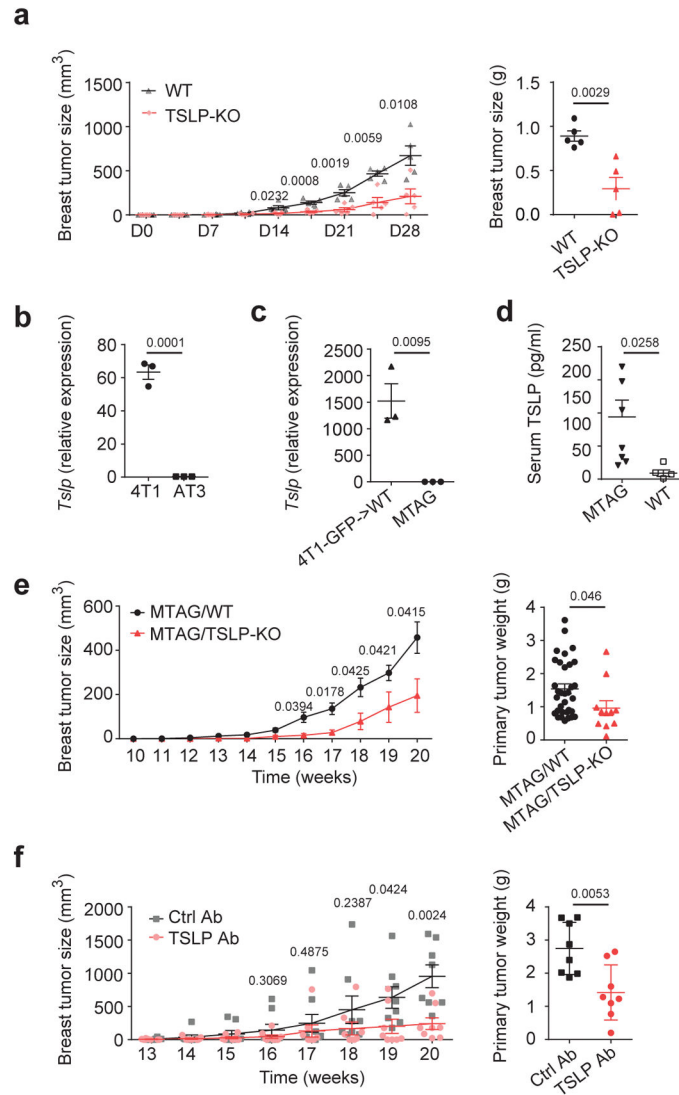 a
Breast tumor size (mm³)
1500
1000
500
0
WT
TSLP-KO
0.0232
0.0008
0.0019
0.0059
0.0108
D0
D7
D14
D21
D28
Breast tumor size (g)
1.5
1.0
0.5
0.0
0.0029
WT
TSLP-KO
b
Tslp (relative expression)
80
60
40
20
0
0.0001
4T1
AT3
c
Tslp (relative expression)
2500
2000
1500
1000
500
0
0.0095
4T1-GFP->WT
MTAG
d
Serum TSLP (pg/ml)
200
150
100
50
0
0.0258
MTAG
WT
e
Breast tumor size (mm³)
600
400
200
0
MTAG/WT
MTAG/TSLP-KO
0.0394
0.0178
0.0425
0.0421
0.0415
10 11 12 13 14 15 16 17 18 19 20
Time (weeks)
Primary tumor weight (g)
4
3
2
1
0
0.046
MTAG/WT
MTAG/TSLP-KO
f
Breast tumor size (mm³)
2000
1500
1000
500
0
Ctrl Ab
TSLP Ab
0.3069
0.4875
0.2387
0.0424
0.0024
13 14 15 16 17 18 19 20
Time (weeks)
Primary tumor weight (g)
4
3
2
1
0
0.0053
Ctrl Ab
TSLP Ab